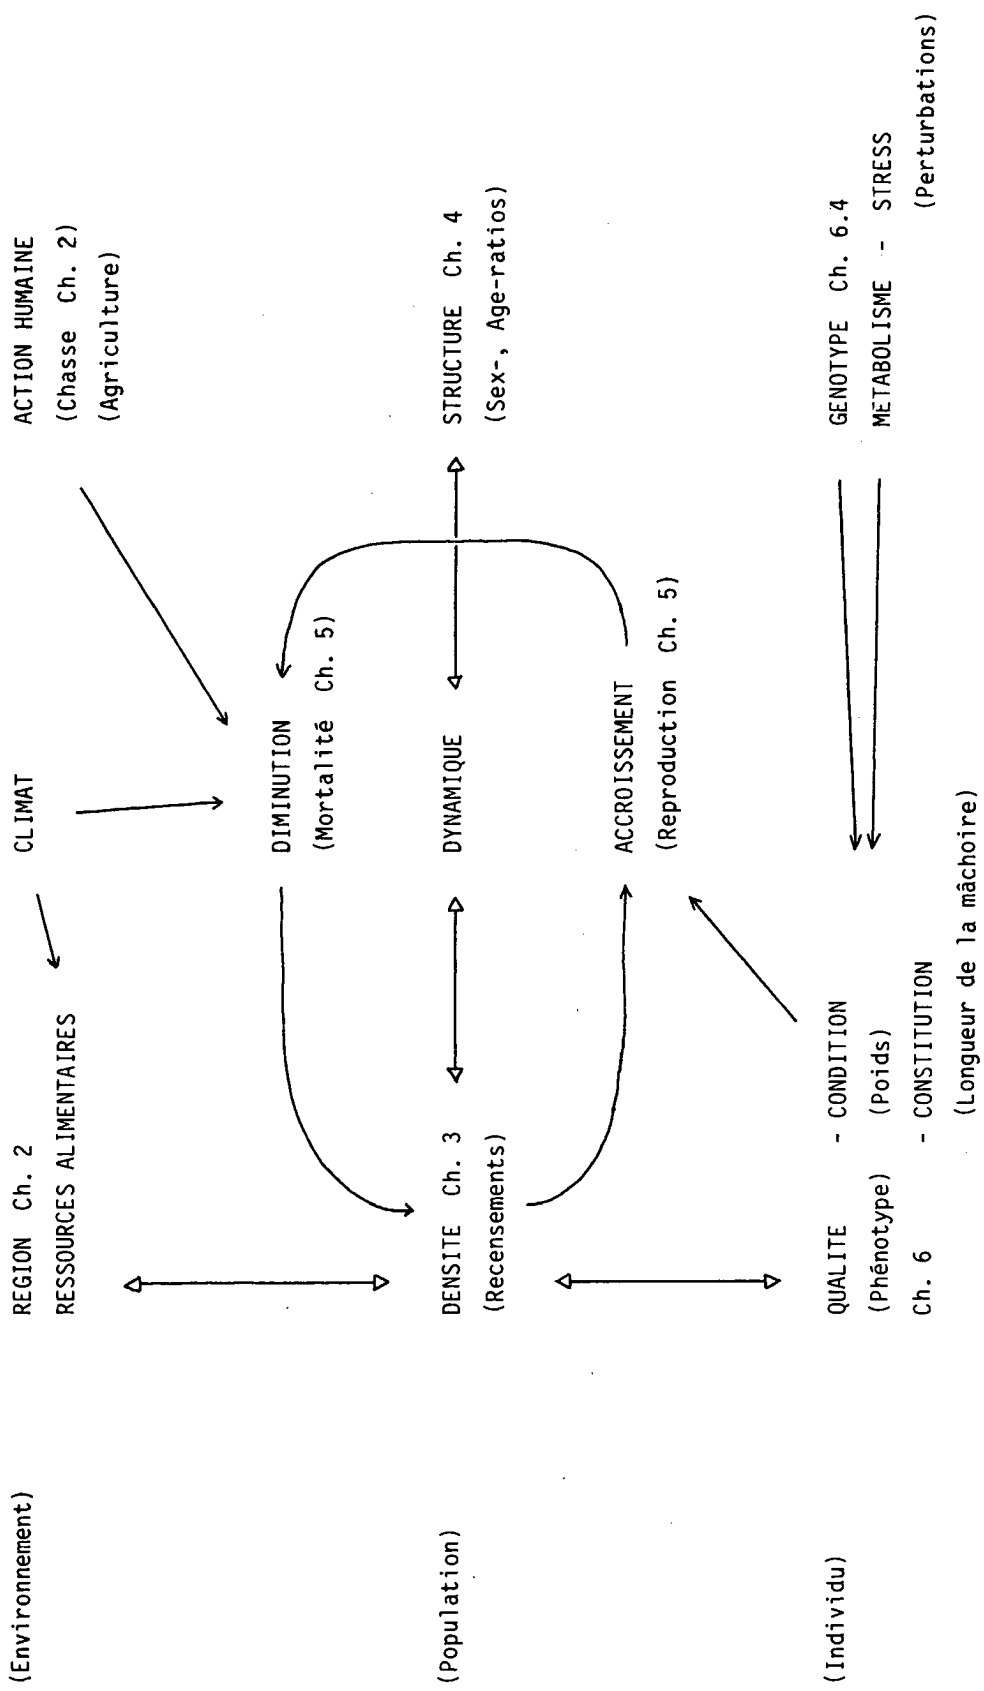 (Environnement)
REGION Ch. 2
RESSOURCES ALIMENTAIRES
CLIMAT
ACTION HUMAINE
(Chasse Ch. 2)
(Agriculture)
DIMINUTION
(Mortalité Ch. 5)
(Population)
DENSITE Ch. 3
(Recensements)
DYNAMIQUE
STRUCTURE Ch. 4
(Sex-, Age-ratios)
ACCROISSEMENT
(Reproduction Ch. 5)
(Individu)
QUALITE - CONDITION
(Phénotype) (Poids)
Ch. 6 - CONSTITUTION
(Longueur de la mâchoire)
GENOTYPE Ch. 6.4
METABOLISME - STRESS
(Perturbations)